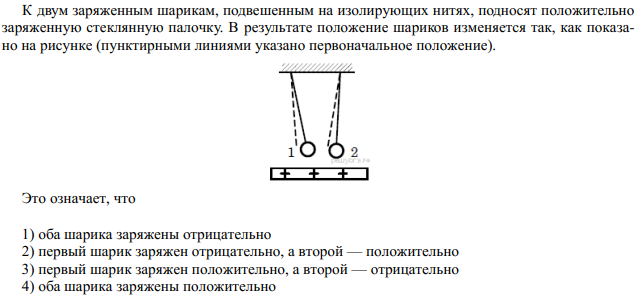 К двум заряженным шарикам, подвешенным на изолирующих нитях, подносят положительно
заряженную стеклянную палочку. В результате положение шариков изменяется так, как показа-
но на рисунке (пунктирными линиями указано первоначальное положение).
1 2
+ + +
Это означает, что
1) оба шарика заряжены отрицательно
2) первый шарик заряжен отрицательно, а второй — положительно
3) первый шарик заряжен положительно, а второй — отрицательно
4) оба шарика заряжены положительно